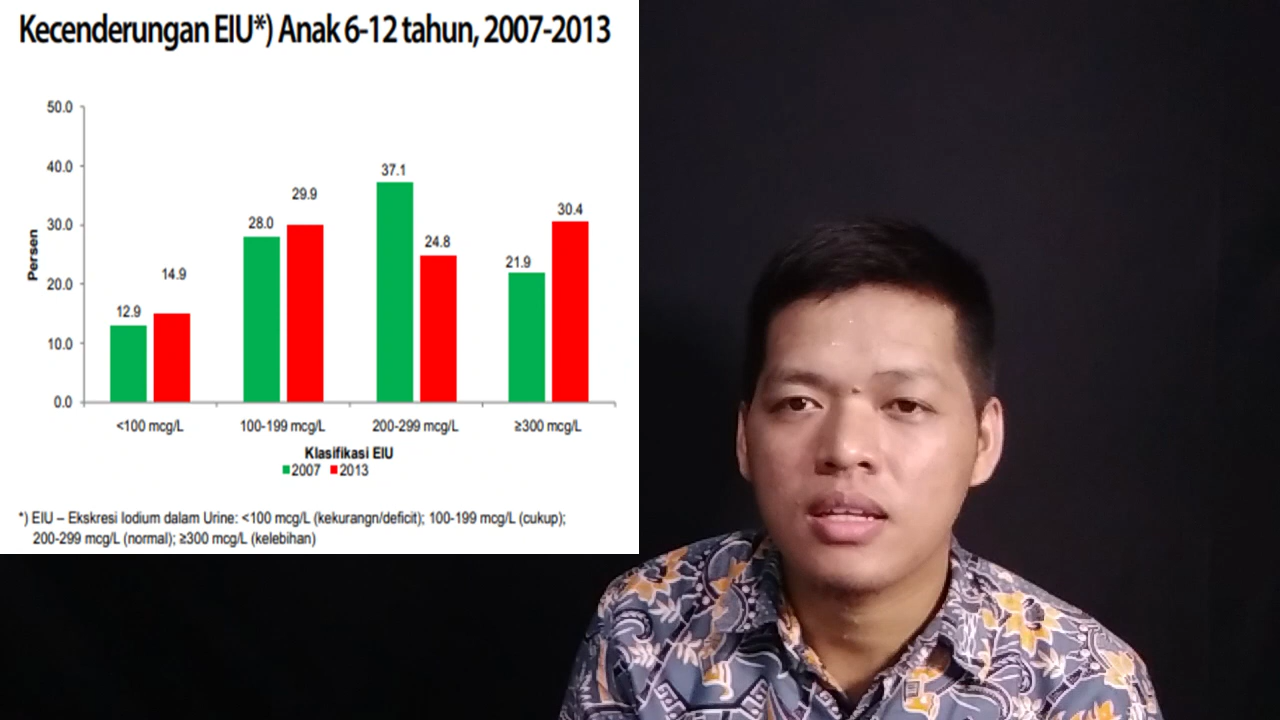 Kecenderungan EIU*) Anak 6-12 tahun, 2007-2013
50.0
40.0
30.0
20.0
10.0
0.0
Persen
12.9
14.9
28.0
29.9
37.1
24.8
21.9
30.4
<100 mcg/L
100-199 mcg/L
200-299 mcg/L
≥300 mcg/L
Klasifikasi EIU
2007 2013
*) EIU – Ekskresi Iodium dalam Urine: <100 mcg/L (kekurangn/deficit); 100-199 mcg/L (cukup);
200-299 mcg/L (normal); ≥300 mcg/L (kelebihan)